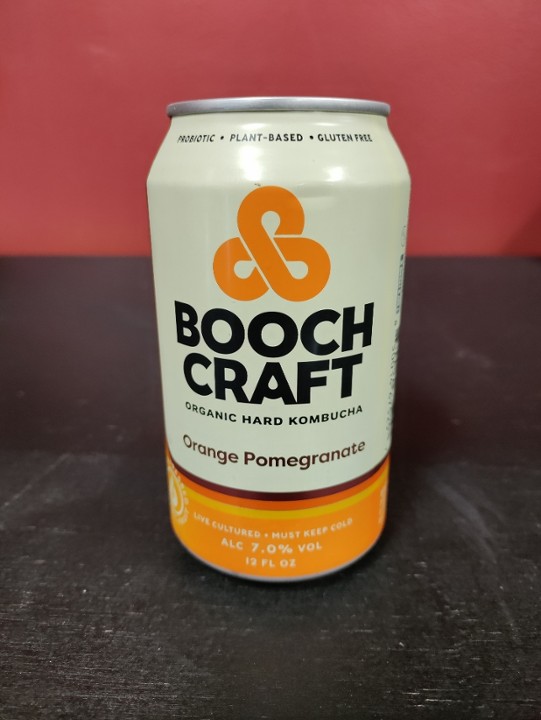 PROBIOTIC • PLANT-BASED • GLUTEN FREE
BOOCH
CRAFT
ORGANIC HARD KOMBUCHA
Orange Pomegranate
LIVE CULTURED • MUST KEEP COLD
ALC 7.0% VOL
12 FL OZ